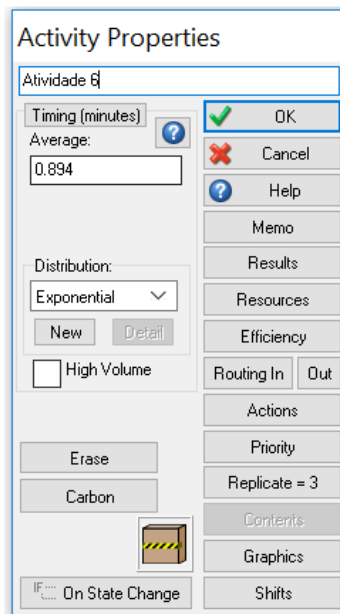 Activity Properties
Atividade 6
Timing (minutes)
Average:
0.894
Distribution:
Exponential
New
Detail
High Volume
Erase
Carbon
IF
On State Change
OK
Cancel
Help
Memo
Results
Resources
Efficiency
Routing In
Out
Actions
Priority
Replicate = 3
Contents
Graphics
Shifts